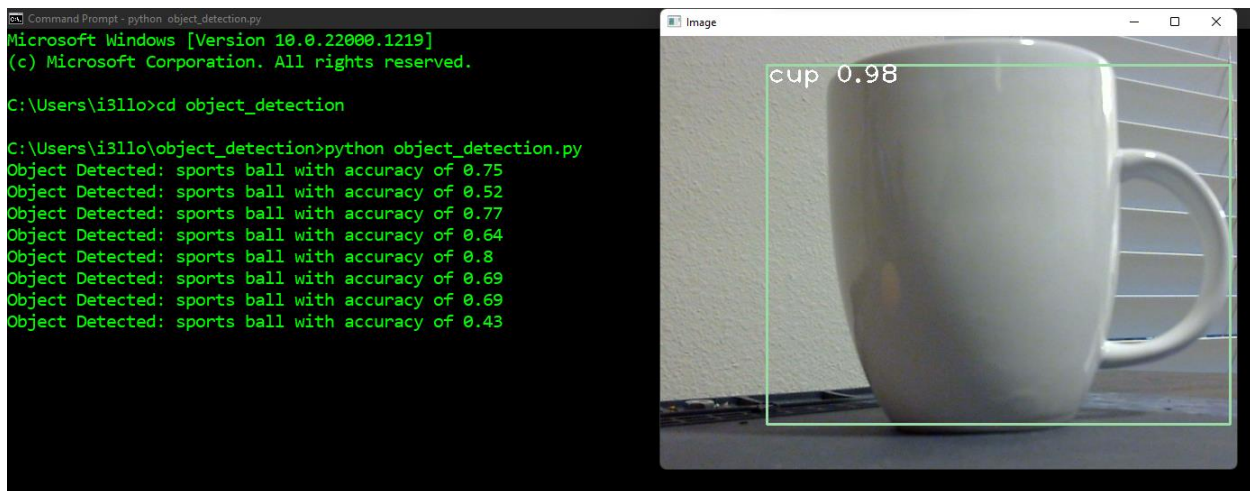 Command Prompt - python object_detection.py
Microsoft Windows [Version 10.0.22000.1219]
(c) Microsoft Corporation. All rights reserved.
C:\Users\i3llo>cd object_detection
C:\Users\i3llo\object_detection>python object_detection.py
Object Detected: sports ball with accuracy of 0.75
Object Detected: sports ball with accuracy of 0.52
Object Detected: sports ball with accuracy of 0.77
Object Detected: sports ball with accuracy of 0.64
Object Detected: sports ball with accuracy of 0.8
Object Detected: sports ball with accuracy of 0.69
Object Detected: sports ball with accuracy of 0.69
Object Detected: sports ball with accuracy of 0.43
Image
cup 0.98